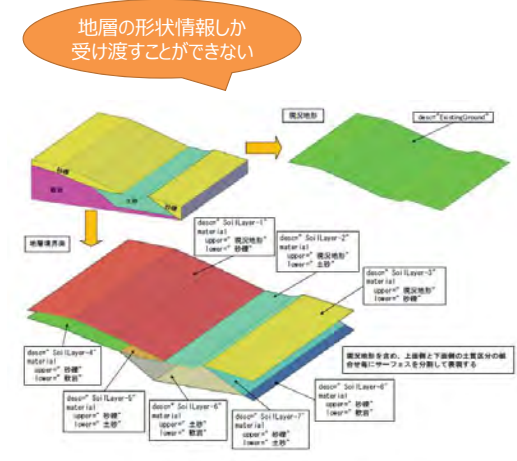 地層の形状情報しか
受け渡すことができない
現況地形
desc="ExistingGround"
砂礫
軟岩
土砂
砂礫
地層境界面
desc="SoilLayer-1"
material
upper="現況地形"
lower="砂礫"
desc="SoilLayer-2"
material
upper="現況地形"
lower="土砂"
desc="SoilLayer-3"
material
upper="現況地形"
lower="砂礫"
現況地形を含め、上面側と下面側の土質区分の組
合せ毎にサーフェスを分割して表現する
desc="SoilLayer-4"
material
upper="砂礫"
lower="軟岩"
desc="SoilLayer-5"
material
upper="砂礫"
lower="土砂"
desc="SoilLayer-6"
material
upper="土砂"
lower="軟岩"
desc="SoilLayer-7"
material
upper="砂礫"
lower="土砂"
desc="SoilLayer-8"
material
upper="砂礫"
lower="軟岩"